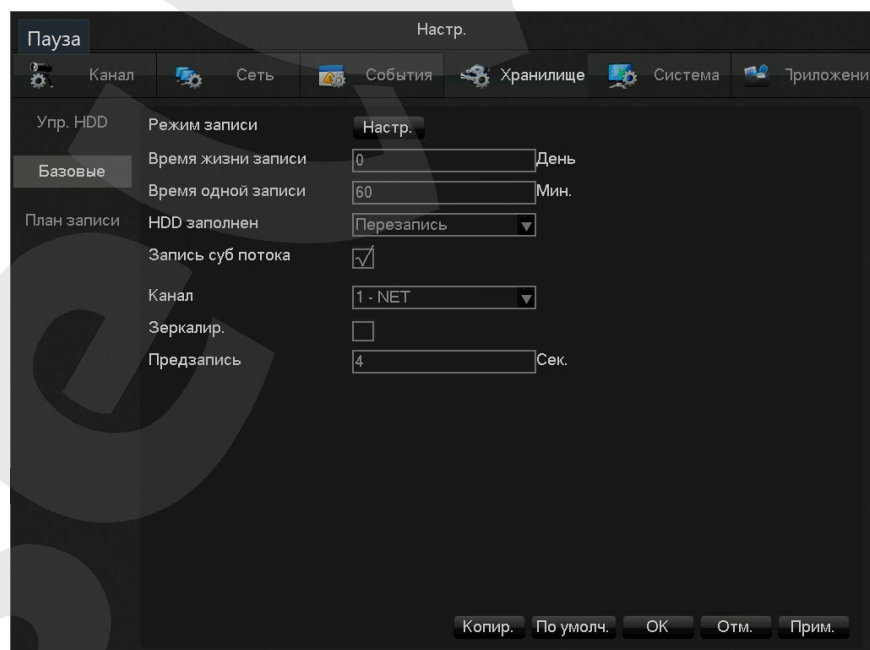 Настр.
Пауза
Канал Сеть События Хранилище Система Приложени
Упр. HDD
Базовые
План записи
Режим записи Настр.
Время жизни записи 0 День
Время одной записи 60 Мин.
HDD заполнен Перезапись
Запись суб потока
Канал 1 - NET
Зеркалир.
Предзапись 4 Сек.
Копир. По умолч. OK Отм. Прим.